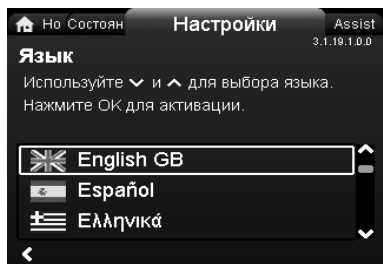 Но Состоян Настройки Assist
3.1.19.1.0.0
Язык
Используйте и для выбора языка.
Нажмите OK для активации.
English GB
Español
Ελληνικά